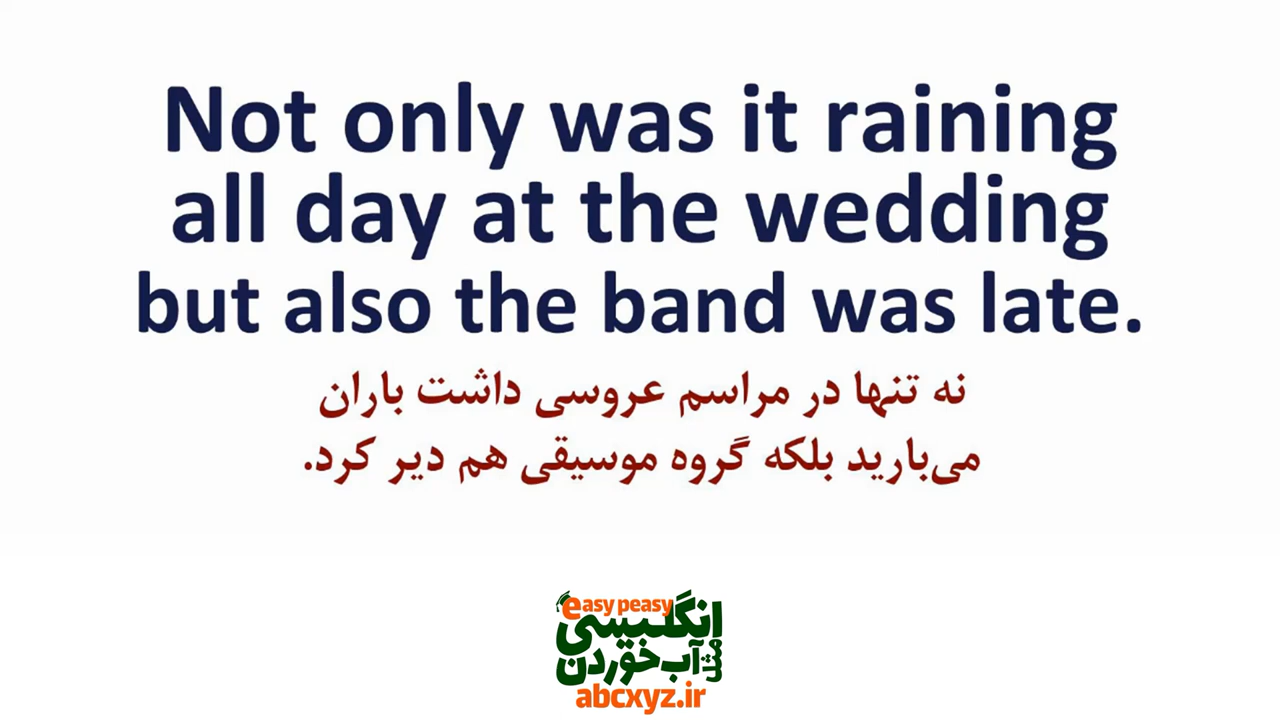 Not only was it raining
all day at the wedding
but also the band was late.
نه تنها در مراسم عروسی داشت باران
می‌بارید بلکه گروه موسیقی هم دیر کرد.
easy peasy
انگلیسی
مثل آب خوردن
abcxyz.ir